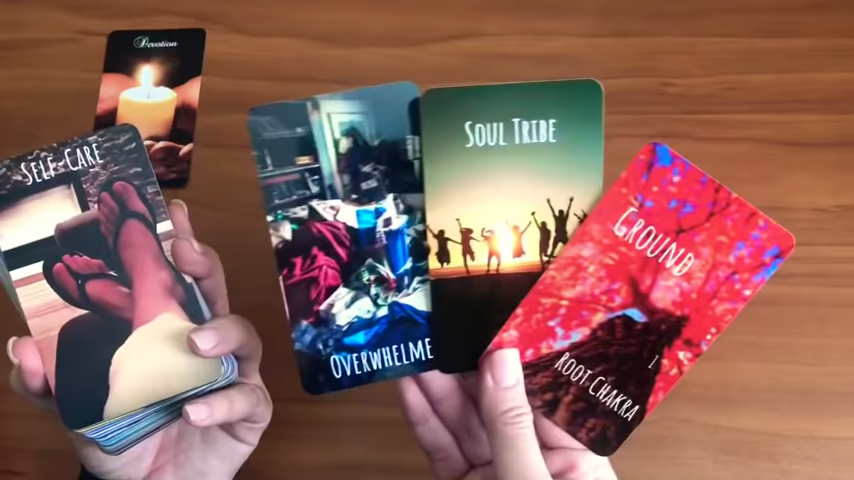 Devotion
SELF-CARE
OVERWHELME
SOUL TRIBE
GROUND
1
ROOT CHAKRA